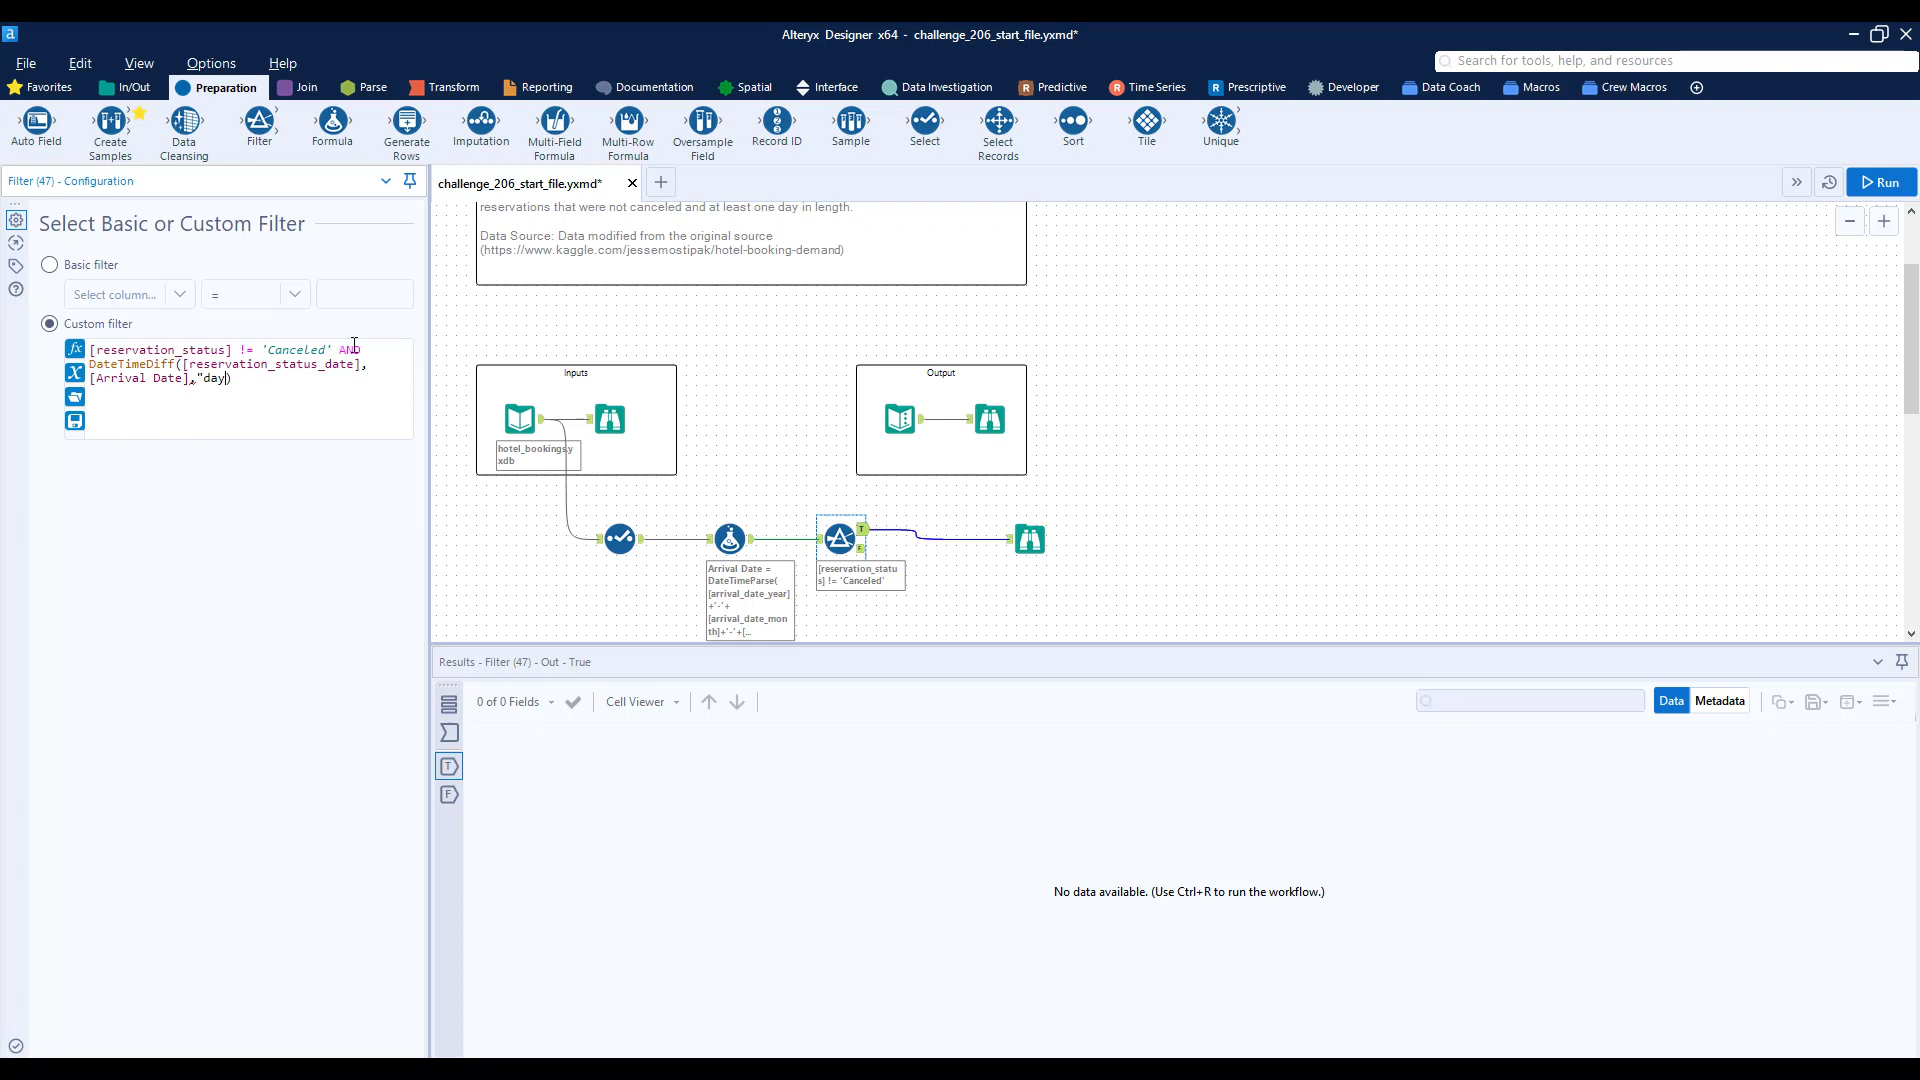 Alteryx Designer x64 - challenge_206_start_file.yxmd*
File Edit View Options Help
Search for tools, help, and resources
Favorites In/Out Preparation Join Parse Transform Reporting Documentation Spatial Interface Data Investigation Predictive Time Series Prescriptive Developer Data Coach Macros Crew Macros
Auto Field
Create
Samples
Data
Cleansing
Filter
Formula
Generate
Rows
Imputation
Multi-Field
Formula
Multi-Row
Formula
Oversample
Field
Record ID
Sample
Select
Select
Records
Sort
Tile
Unique
Filter (47) - Configuration
challenge_206_start_file.yxmd*
Run
Select Basic or Custom Filter
Basic filter
Select column... =
Custom filter
[reservation_status] != 'Canceled' AND
DateTimeDiff([reservation_status_date],
[Arrival Date],"day)
reservations that were not canceled and at least one day in length.
Data Source: Data modified from the original source
(https://www.kaggle.com/jessemostipak/hotel-booking-demand)
Inputs
hotel_bookings.y
xdb
Output
Arrival Date =
DateTimeParse(
[arrival_date_year]
+'-'+
[arrival_date_mon
th]+'-'+[...
[reservation_statu
s] != 'Canceled'
T
F
Results - Filter (47) - Out - True
0 of 0 Fields Cell Viewer Data Metadata
T
F
No data available. (Use Ctrl+R to run the workflow.)